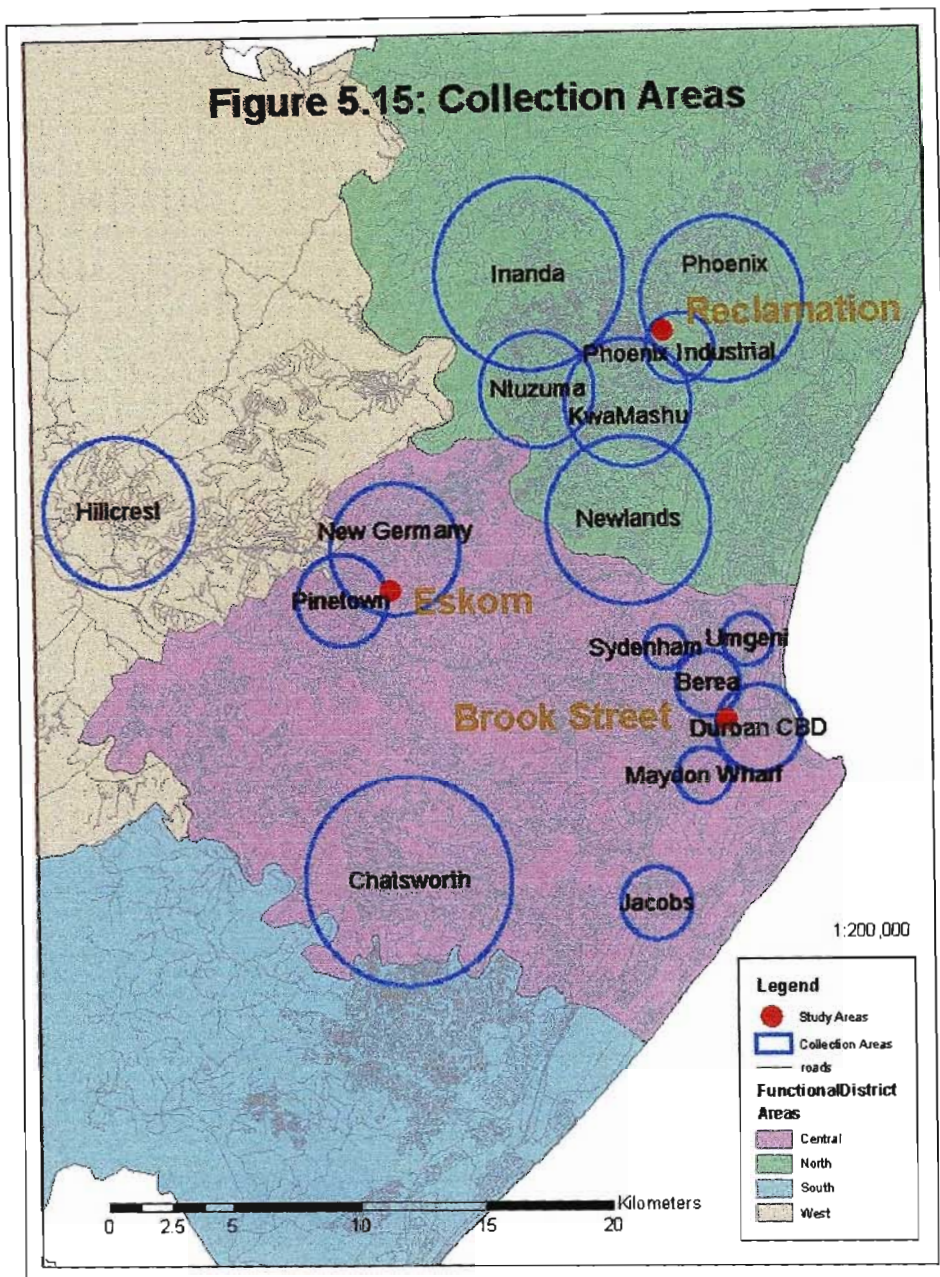 Figure 5.15: Collection Areas
Inanda
Phoenix
Reclamation
Phoenix Industrial
Ntuzuma
KwaMashu
Hillcrest
Newlands
New Germany
Pinetown
Eskom
Sydenham
Umgeni
Berea
Brook Street
Durban CBD
Maydon Wharf
Chatsworth
Jacobs
1:200,000
Legend
Study Areas
Collection Areas
roads
FunctionalDistrict
Areas
Central
North
South
West
Kilometers
0 2.5 5 10 15 20